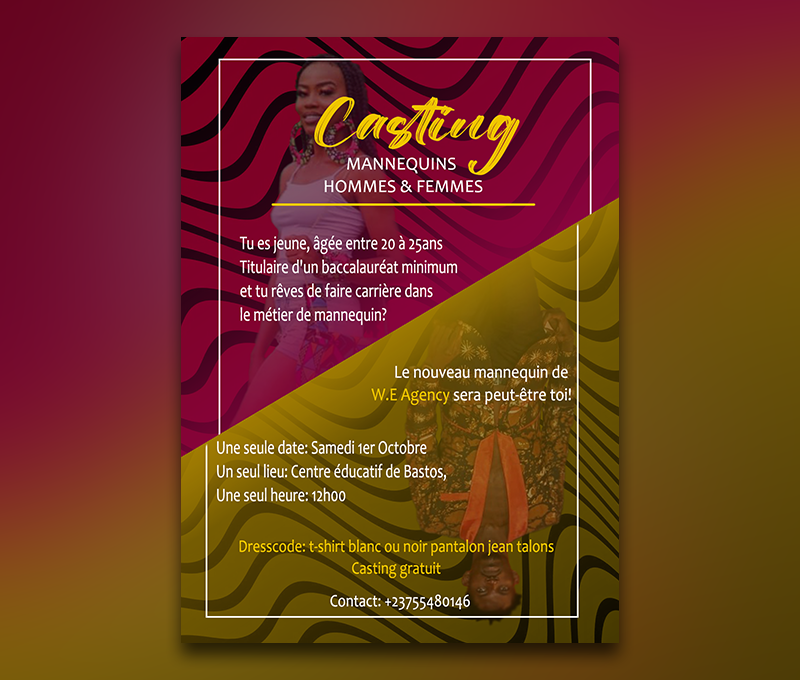 Casting
MANNEQUINS
HOMMES & FEMMES
Tu es jeune, âgée entre 20 à 25ans
Titulaire d'un baccalauréat minimum
et tu rêves de faire carrière dans
le métier de mannequin?
Le nouveau mannequin de
W.E Agency sera peut-être toi!
Une seule date: Samedi 1er Octobre
Un seul lieu: Centre éducatif de Bastos,
Une seul heure: 12h00
Dresscode: t-shirt blanc ou noir pantalon jean talons
Casting gratuit
Contact: +23755480146